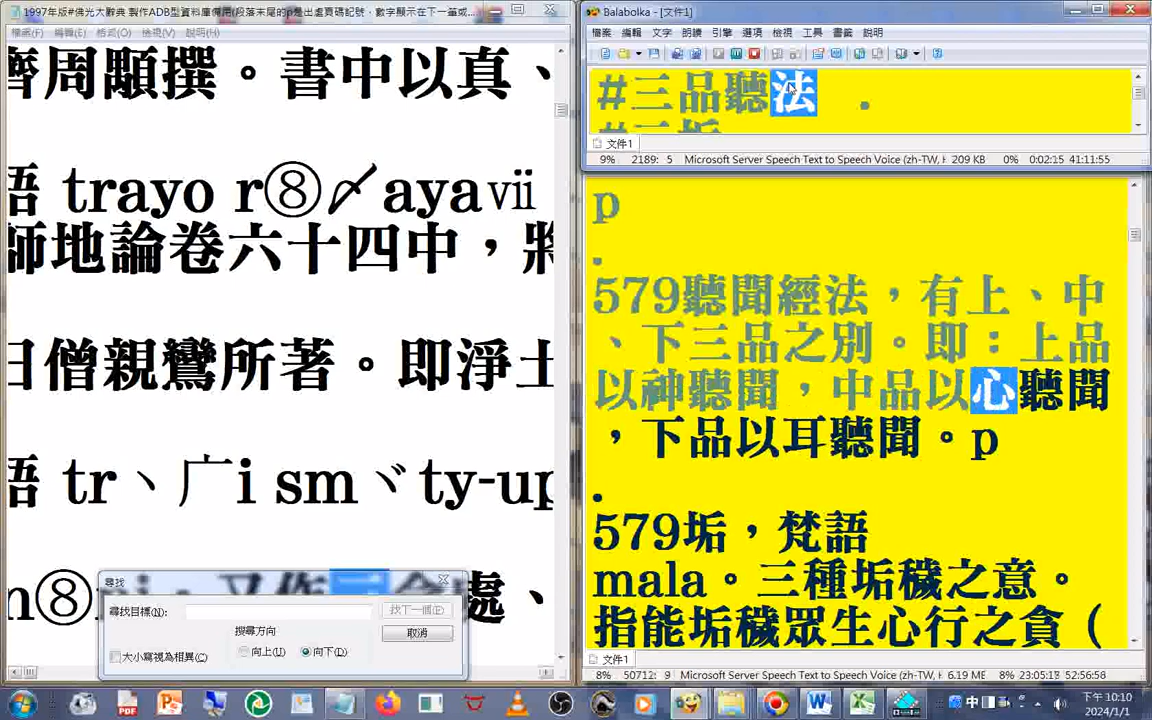 1997年版#佛光大辭典 製作ADB型資料庫備用(段落末尾的p是出處頁碼記號，數字顯示在下一筆或...
檔案(F) 編輯(E) 格式(O) 檢視(V) 說明(H)
齊周顒撰。書中以真、
語 trayo r⑧〆ayaⅶ
師地論卷六十四中，將
日僧親鸞所著。即淨土
語 tr丶广i smヾty-up
處、
尋找
尋找目標(N):
找下一個(F)
搜尋方向
取消
大小寫視為相異(C)
向上(U)
向下(D)
Balabolka - [文件1]
檔案 編輯 文字 朗讀 引擎 選項 檢視 工具 書籤 說明
#三品聽法 .
#三垢
文件1
9% 2189: 5 Microsoft Server Speech Text to Speech Voice (zh-TW, H 209 KB 0% 0:02:15 41:11:55
p
.
579聽聞經法，有上、中
、下三品之別。即：上品
以神聽聞，中品以心聽聞
，下品以耳聽聞。p
.
579垢，梵語
mala。三種垢穢之意。
指能垢穢眾生心行之貪（
文件1
8% 50712: 9 Microsoft Server Speech Text to Speech Voice (zh-TW, H 6.19 ME 8% 23:05:13 52:56:58
中
下午 10:10
2024/1/1